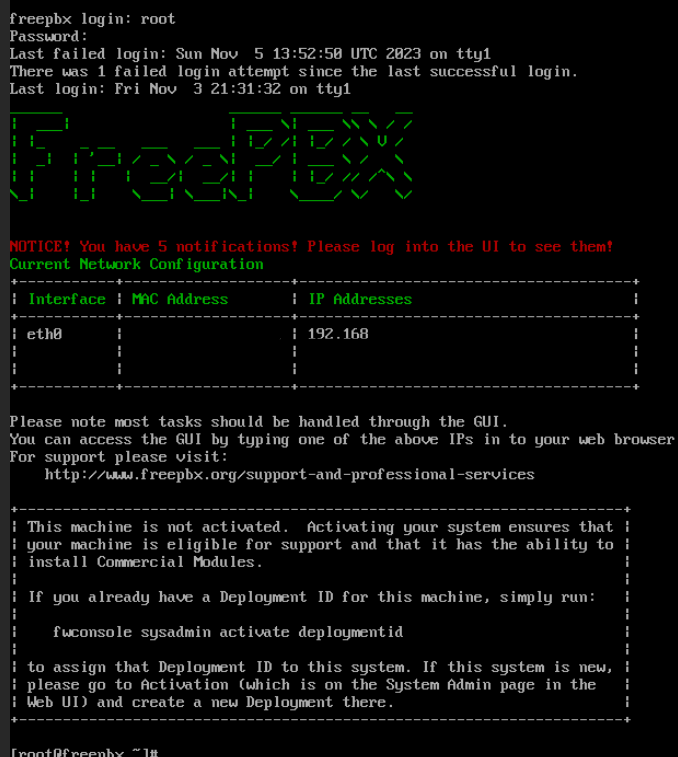 freepbx login: root
Password:
Last failed login: Sun Nov  5 13:52:50 UTC 2023 on tty1
There was 1 failed login attempt since the last successful login.
Last login: Fri Nov  3 21:31:32 on tty1
FreePBX
NOTICE! You have 5 notifications! Please log into the UI to see them!
Current Network Configuration
Interface | MAC Address | IP Addresses
eth0 | | 192.168
Please note most tasks should be handled through the GUI.
You can access the GUI by typing one of the above IPs in to your web browser
For support please visit:
http://www.freepbx.org/support-and-professional-services
This machine is not activated.  Activating your system ensures that
your machine is eligible for support and that it has the ability to
install Commercial Modules.
If you already have a Deployment ID for this machine, simply run:
fwconsole sysadmin activate deploymentid
to assign that Deployment ID to this system. If this system is new,
please go to Activation (which is on the System Admin page in the
Web UI) and create a new Deployment there.
[root@freepbx ~]#